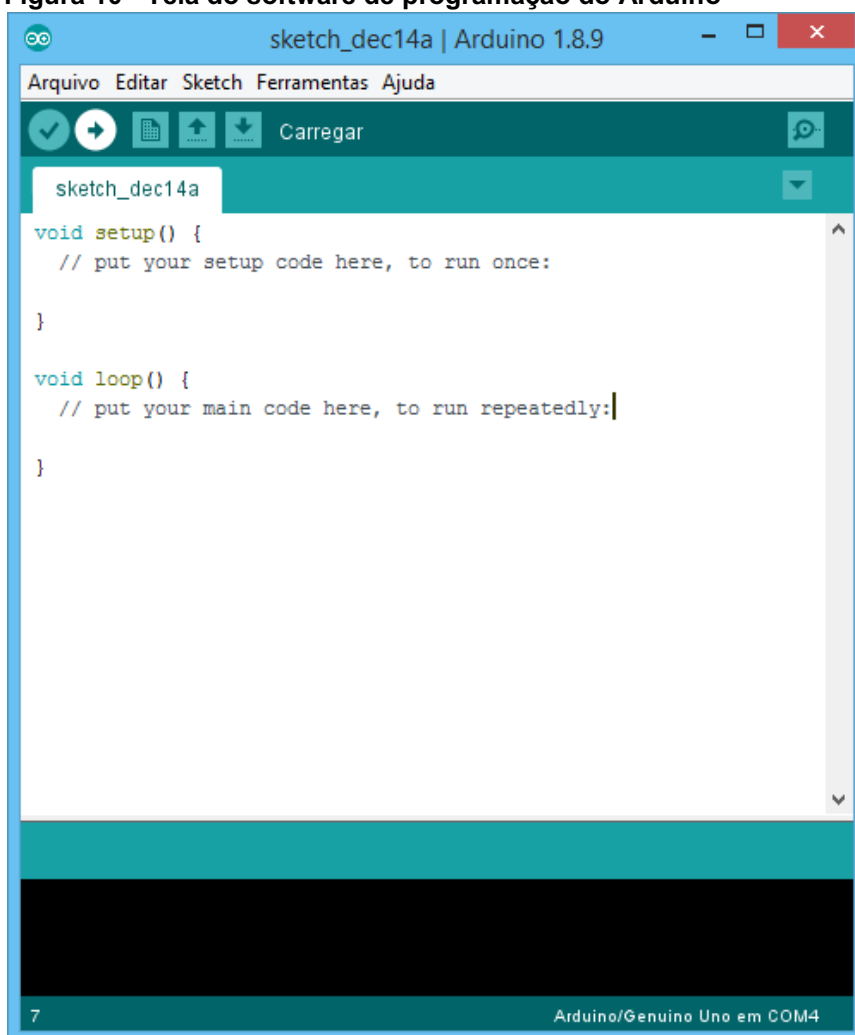 sketch_dec14a | Arduino 1.8.9
Arquivo Editar Sketch Ferramentas Ajuda
Carregar
sketch_dec14a
void setup() {
  // put your setup code here, to run once:
}
void loop() {
  // put your main code here, to run repeatedly:
}
7
Arduino/Genuino Uno em COM4